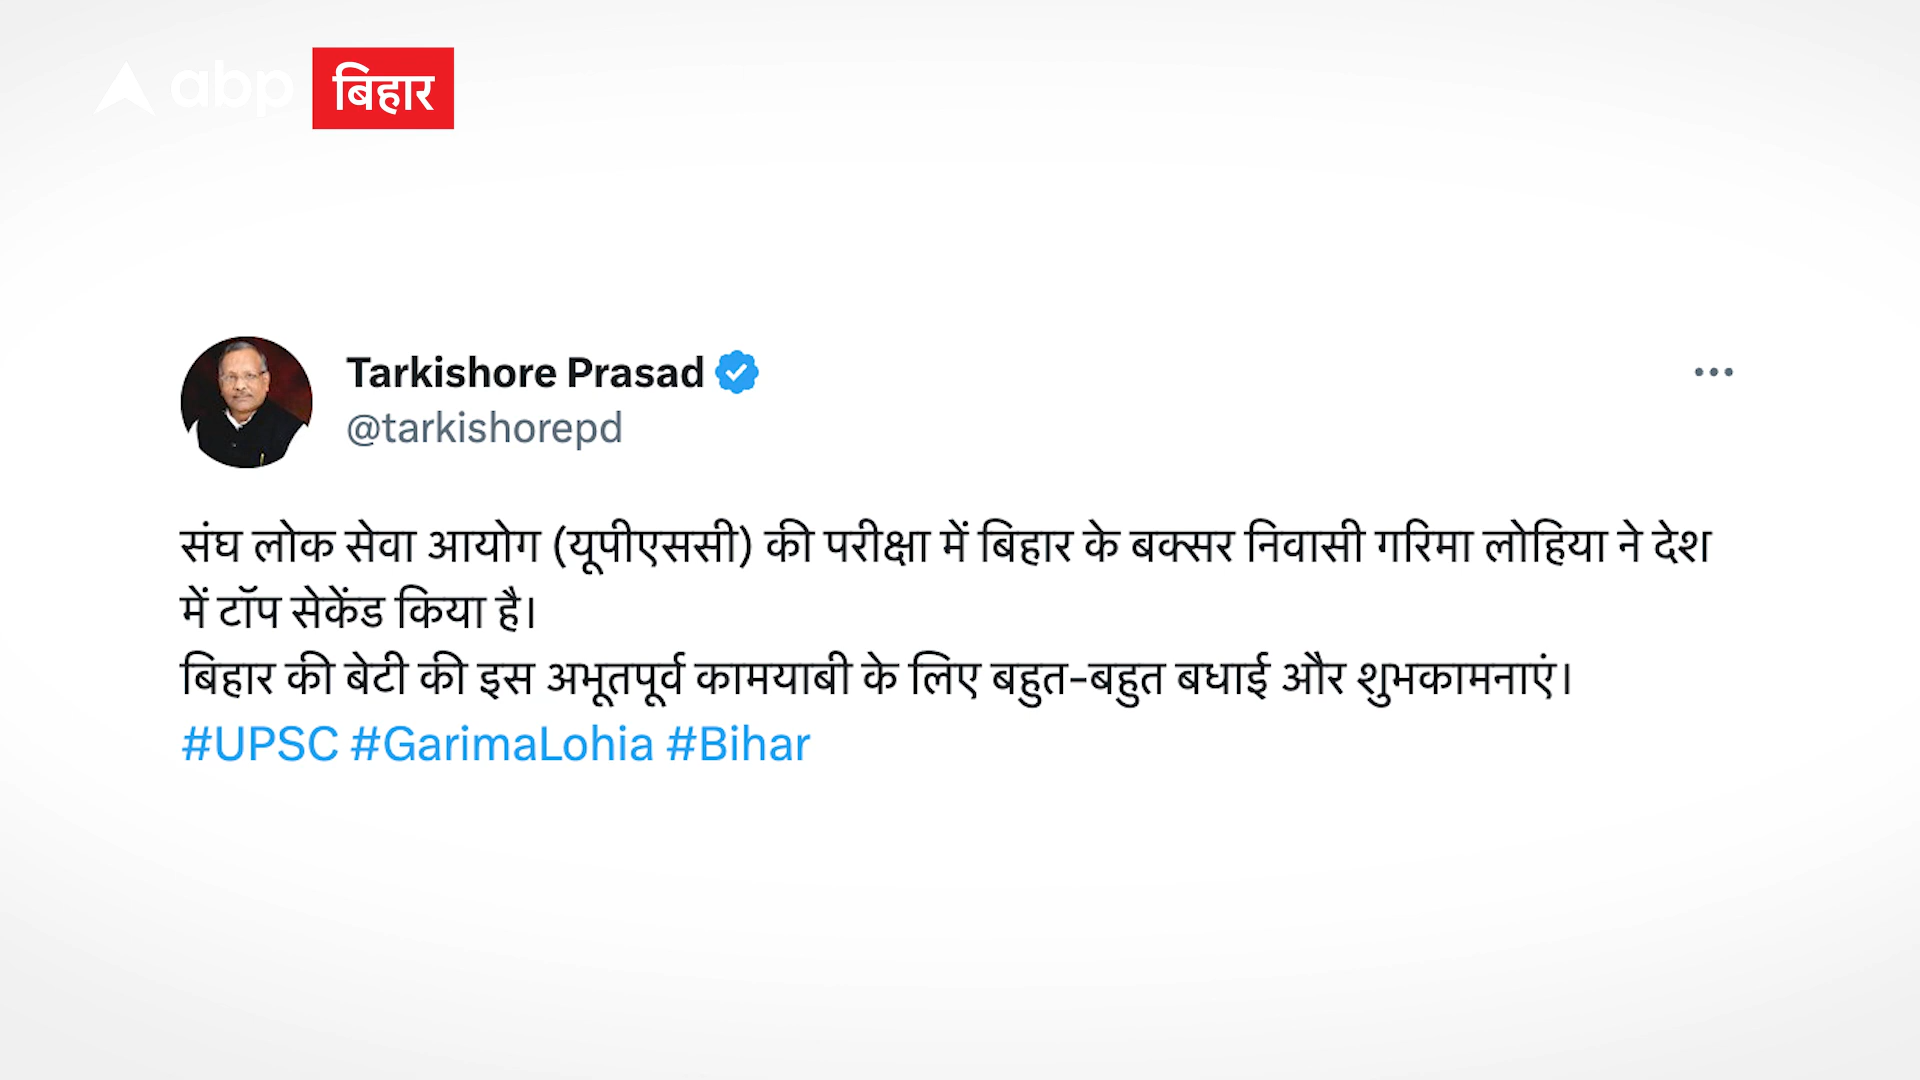 abp बिहार
Tarkishore Prasad
@tarkishorepd
संघ लोक सेवा आयोग (यूपीएससी) की परीक्षा में बिहार के बक्सर निवासी गरिमा लोहिया ने देश
में टॉप सेकेंड किया है।
बिहार की बेटी की इस अभूतपूर्व कामयाबी के लिए बहुत-बहुत बधाई और शुभकामनाएं।
#UPSC #GarimaLohia #Bihar